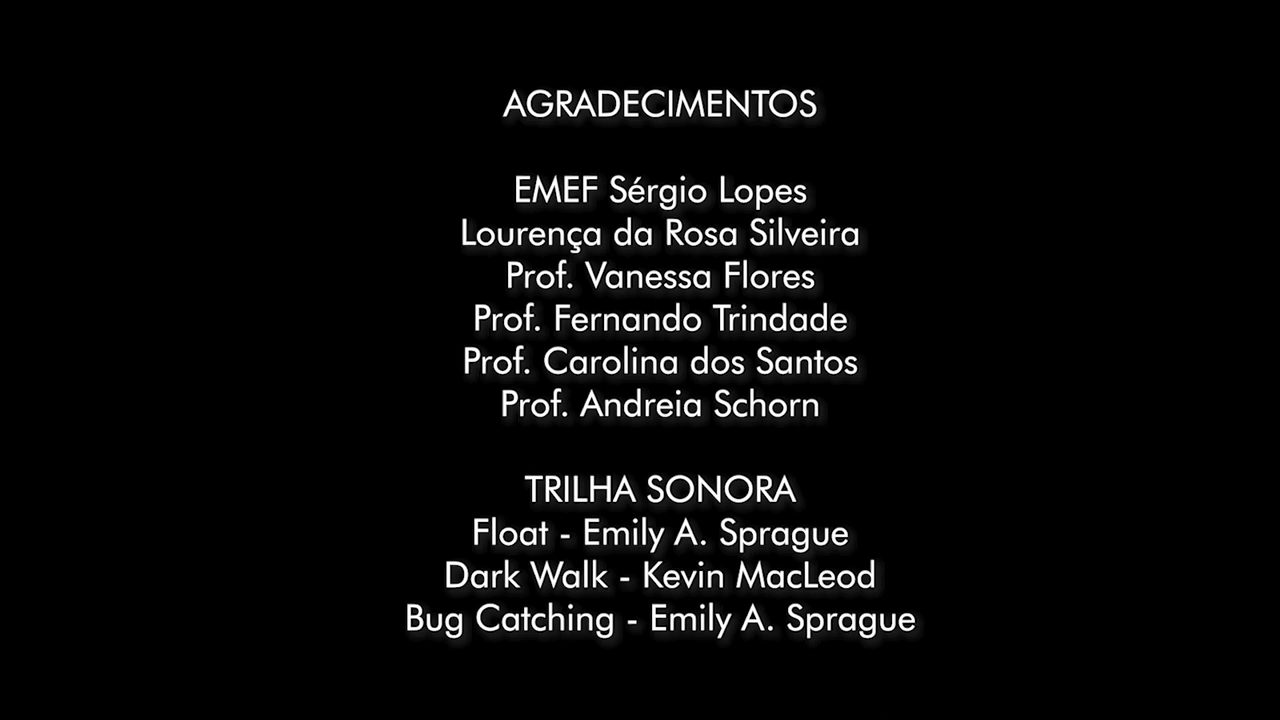 AGRADECIMENTOS
EMEF Sérgio Lopes
Lourença da Rosa Silveira
Prof. Vanessa Flores
Prof. Fernando Trindade
Prof. Carolina dos Santos
Prof. Andreia Schorn
TRILHA SONORA
Float - Emily A. Sprague
Dark Walk - Kevin MacLeod
Bug Catching - Emily A. Sprague